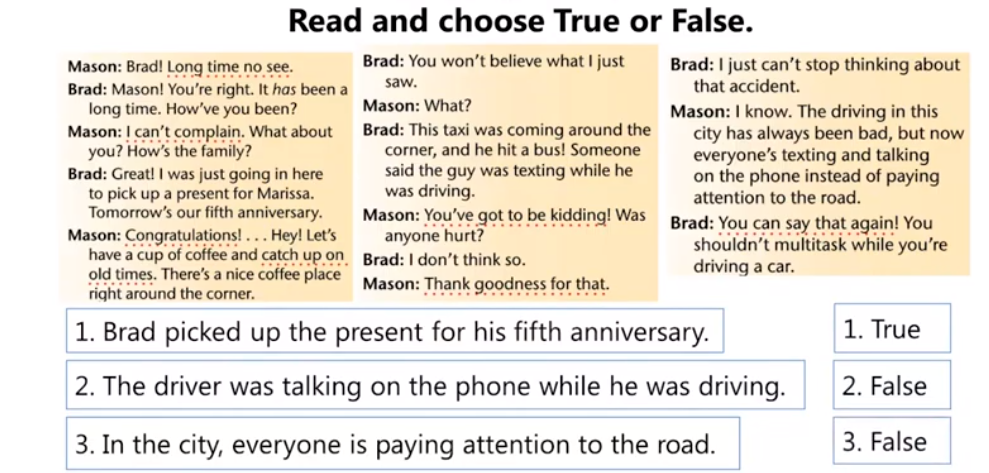 Read and choose True or False.
Mason: Brad! Long time no see.
Brad: Mason! You're right. It has been a
long time. How've you been?
Mason: I can't complain. What about
you? How's the family?
Brad: Great! I was just going in here
to pick up a present for Marissa.
Tomorrow's our fifth anniversary.
Mason: Congratulations! . . . Hey! Let's
have a cup of coffee and catch up on
old times. There's a nice coffee place
right around the corner.
Brad: You won't believe what I just
saw.
Mason: What?
Brad: This taxi was coming around the
corner, and he hit a bus! Someone
said the guy was texting while he
was driving.
Mason: You've got to be kidding! Was
anyone hurt?
Brad: I don't think so.
Mason: Thank goodness for that.
Brad: I just can't stop thinking about
that accident.
Mason: I know. The driving in this
city has always been bad, but now
everyone's texting and talking
on the phone instead of paying
attention to the road.
Brad: You can say that again! You
shouldn't multitask while you're
driving a car.
1. Brad picked up the present for his fifth anniversary.
1. True
2. The driver was talking on the phone while he was driving.
2. False
3. In the city, everyone is paying attention to the road.
3. False